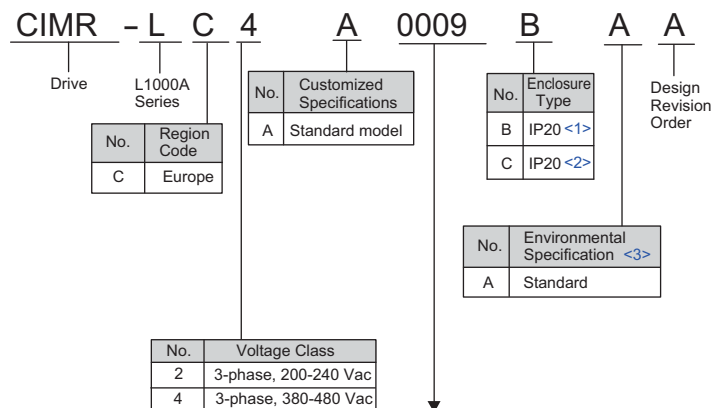 CIMR - L C 4 A 0009 B A A
Drive
L1000A
Series
No. Region
Code
C Europe
No. Customized
Specifications
A Standard model
No. Enclosure
Type
B IP20 <1>
C IP20 <2>
Design
Revision
Order
No. Environmental
Specification <3>
A Standard
No. Voltage Class
2 3-phase, 200-240 Vac
4 3-phase, 380-480 Vac